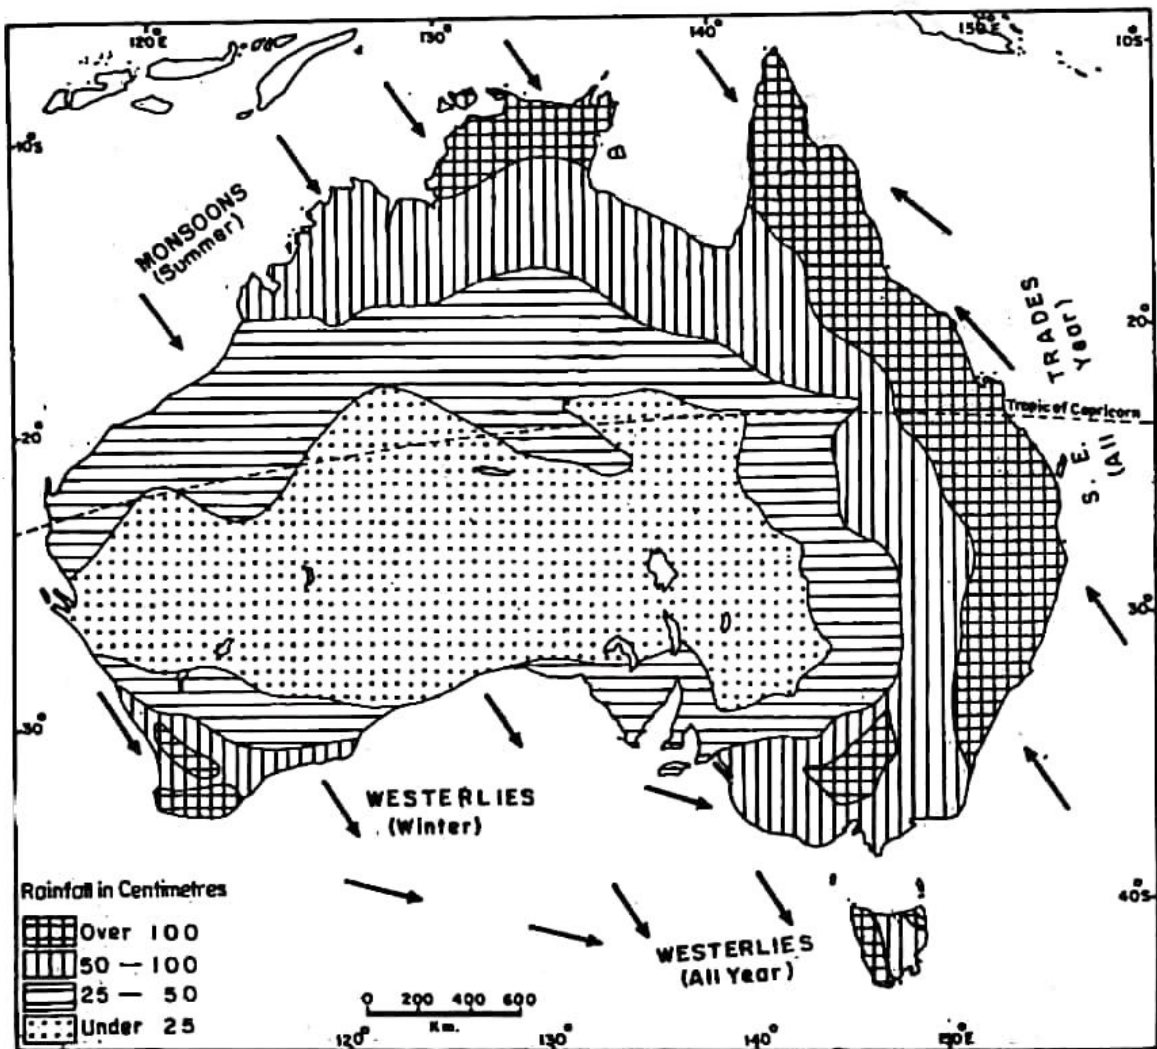 120°E
130°
140°
150°E
10°S
10°S
MONSOONS
(Summer)
20°
S. E. TRADES
(All Year)
Tropic of Capricorn
20°
30°
30°
WESTERLIES
(Winter)
40°S
WESTERLIES
(All Year)
Rainfall in Centimetres
Over 100
50 — 100
25 — 50
Under 25
0 200 400 600
Km.
120°
130°
140°
150°E